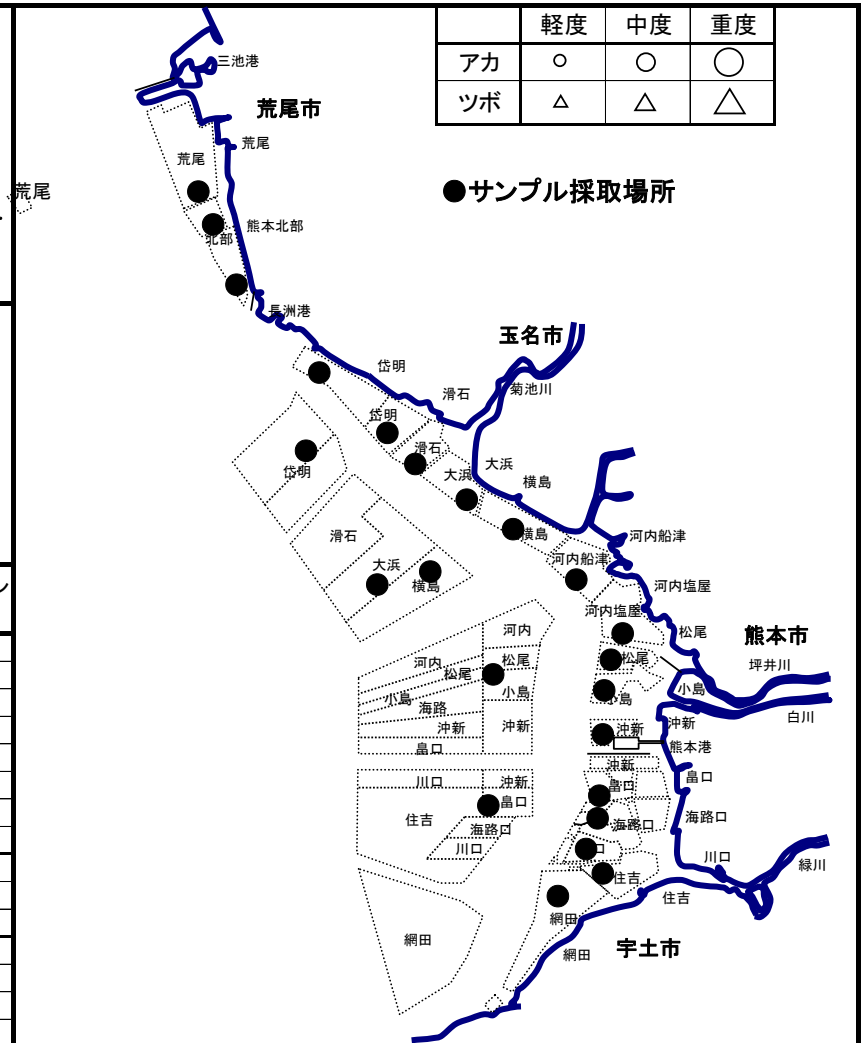 軽度 中度 重度
アカ
ツボ
●サンプル採取場所
三池港
荒尾市
荒尾
荒尾
荒尾
北部
熊本北部
長洲港
玉名市
岱明
滑石
菊池川
岱明
滑石
大浜
大浜
横島
岱明
横島
河内船津
滑石
河内船津
大浜
横島
河内塩屋
河内塩屋
松尾
熊本市
河内
河内
松尾
松尾
松尾
坪井川
小島
小島
小島
小島
白川
海路
沖新
沖新
沖新
沖新
畠口
熊本港
沖新
川口
沖新
畠口
畠口
畠口
住吉
海路口
海路口
海路口
川口
口
川口
住吉
住吉
緑川
網田
網田
網田
宇土市
ン